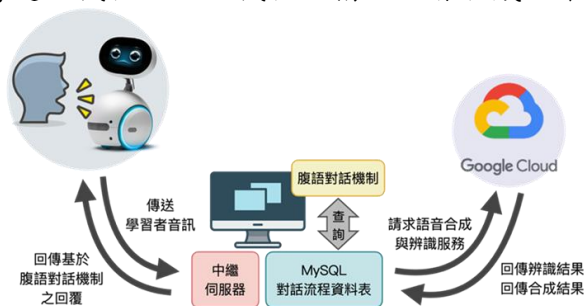 Google Cloud
腹語對話機制
傳送
學習者音訊
查
詢
請求語音合成
與辨識服務
回傳基於
腹語對話機制
之回覆
中繼
伺服器
MySQL
對話流程資料表
回傳辨識結果
回傳合成結果